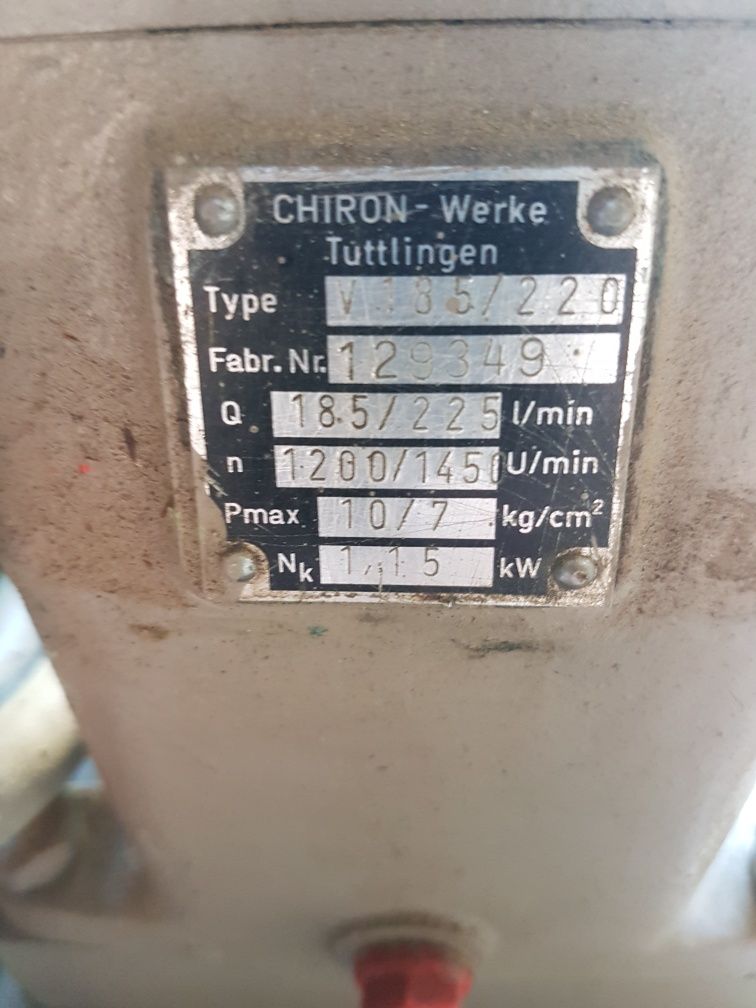 CHIRON - Werke
Tuttlingen
Type V 185/220
Fabr. Nr. 129349
Q 185/225 l/min
n 1200/1450 U/min
Pmax 10/7 kg/cm²
Nk 1,15 kW